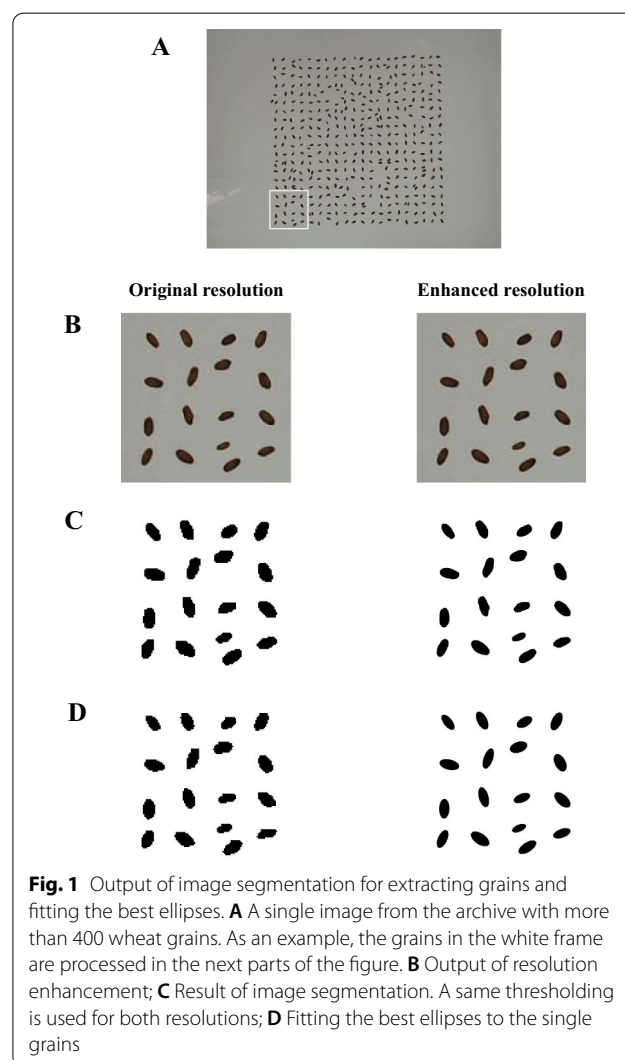 A
Original resolution
Enhanced resolution
B
C
D
Fig. 1 Output of image segmentation for extracting grains and
fitting the best ellipses. A A single image from the archive with more
than 400 wheat grains. As an example, the grains in the white frame
are processed in the next parts of the figure. B Output of resolution
enhancement; C Result of image segmentation. A same thresholding
is used for both resolutions; D Fitting the best ellipses to the single
grains